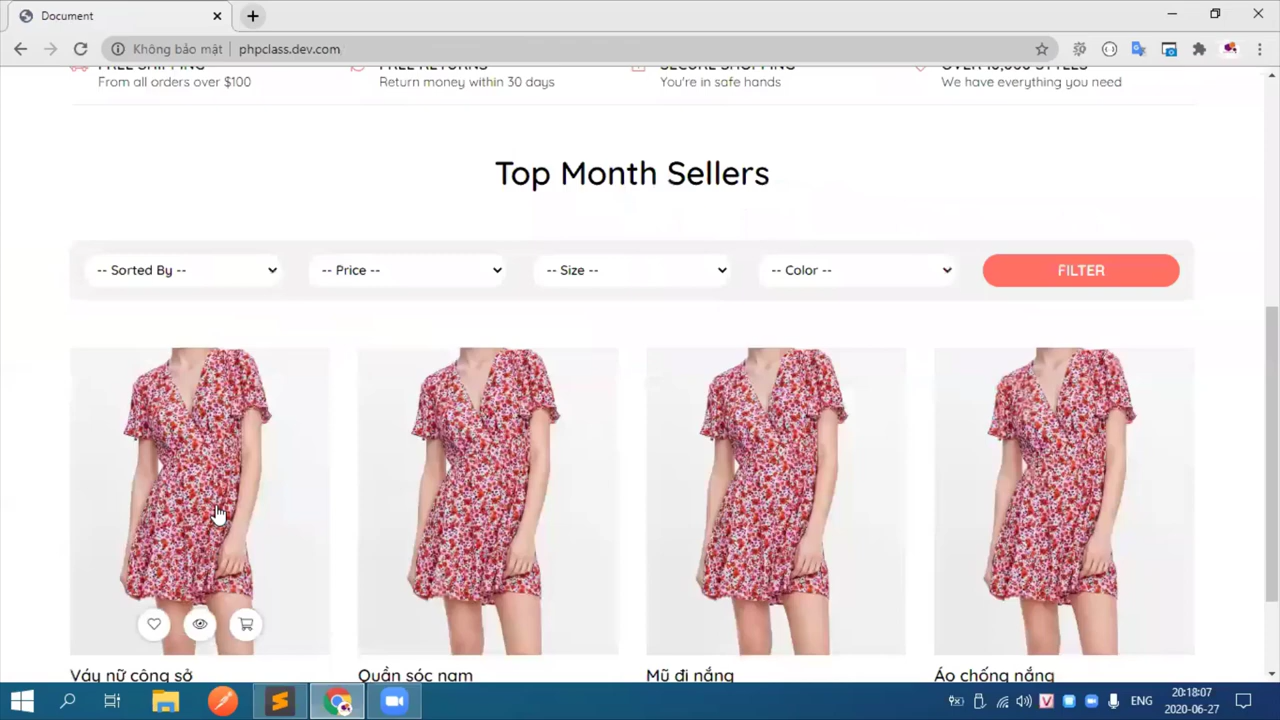 Document
Không bảo mật
phpclass.dev.com
FREE SHIPPING
FREE RETURNS
SECURE SHOPPING
OVER 10,000 STYLES
From all orders over $100
Return money within 30 days
You're in safe hands
We have everything you need
Top Month Sellers
-- Sorted By --
-- Price --
-- Size --
-- Color --
FILTER
Váy nữ công sở
Quần sóc nam
Mũ đi nắng
Áo chống nắng
ENG
20:18:07
2020-06-27